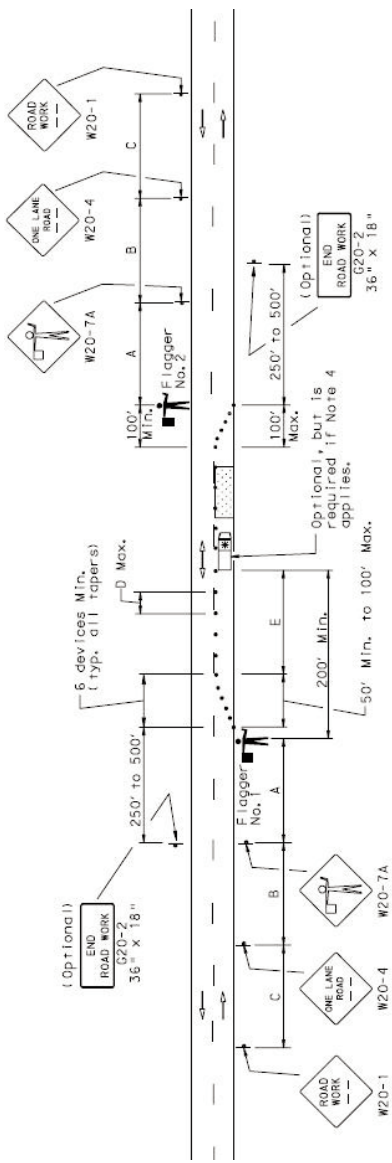 ROAD
WORK
W20-1
ONE LANE
ROAD
W20-4
W20-7A
C
B
A
Flagger
No. 2
100'
Min.
(Optional)
END
ROAD WORK
G20-2
36" x 18"
250' to 500'
100'
Max.
Optional, but is
required if Note 4
applies.
6 devices Min.
(typ. all tapers)
D Max.
E
200' Min.
50' Min. to 100' Max.
250' to 500'
(Optional)
END
ROAD WORK
G20-2
36" x 18"
Flagger
No. 1
A
B
C
W20-7A
ONE LANE
ROAD
W20-4
ROAD
WORK
W20-1